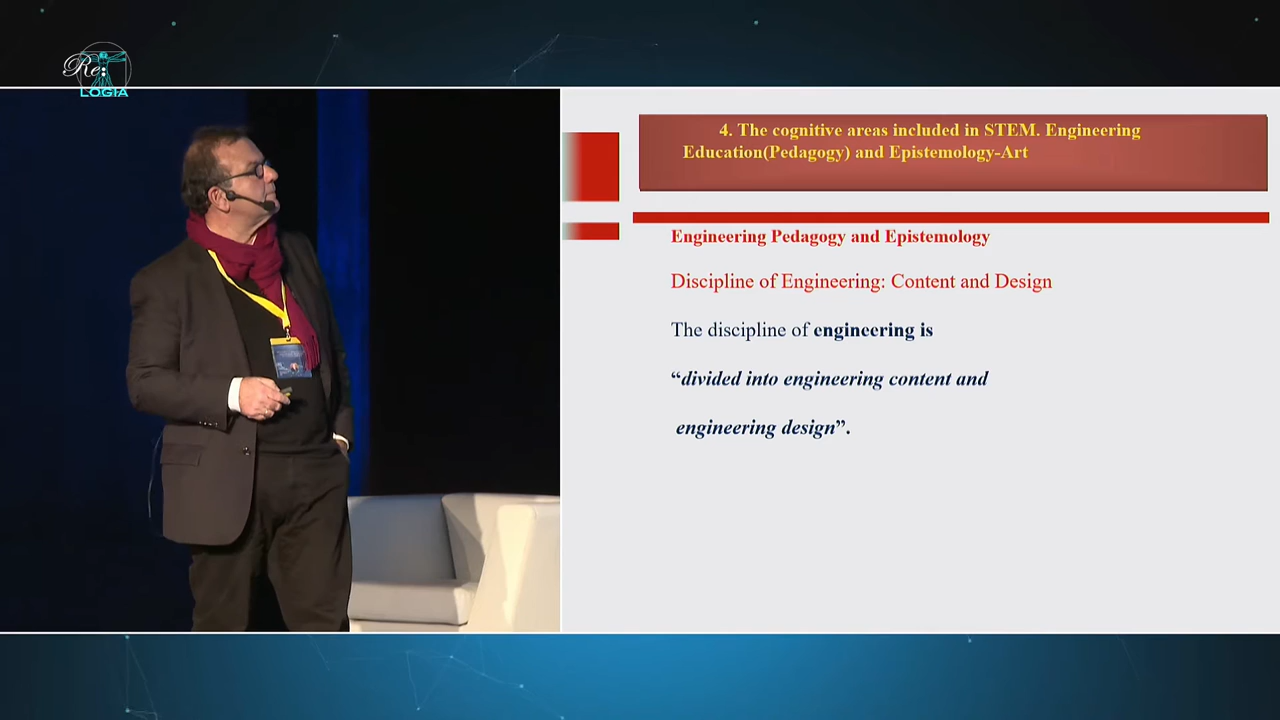 Re:
LOGIA
4. The cognitive areas included in STEM. Engineering
Education(Pedagogy) and Epistemology-Art
Engineering Pedagogy and Epistemology
Discipline of Engineering: Content and Design
The discipline of engineering is
“divided into engineering content and
engineering design”.